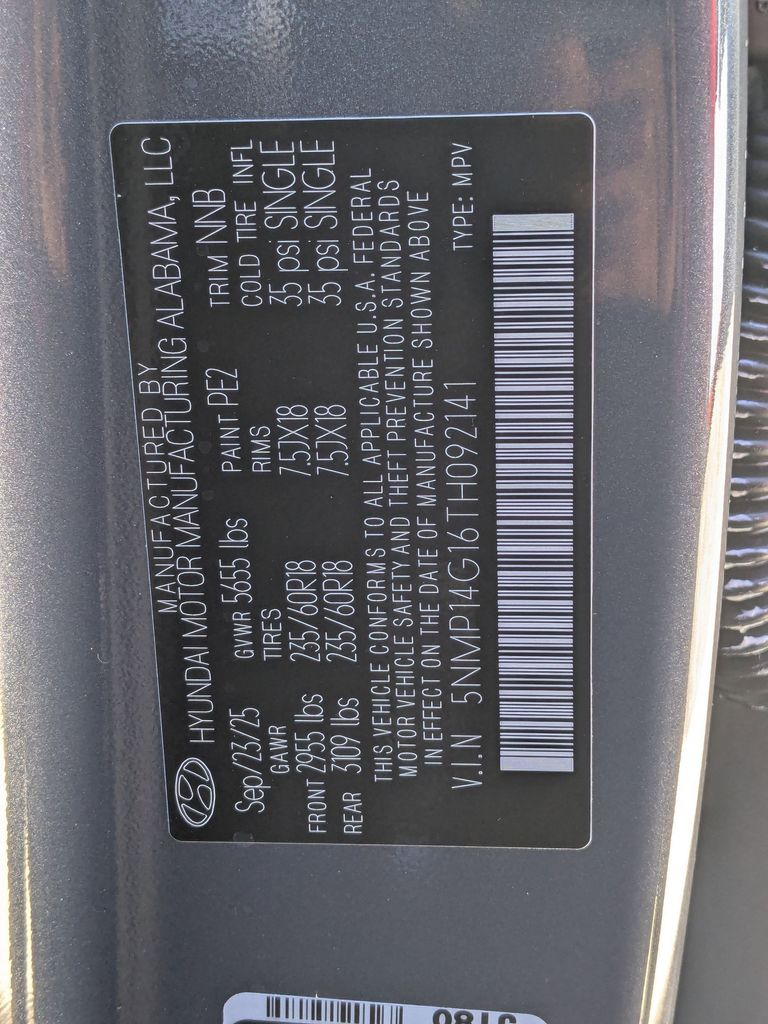 MANUFACTURED BY
HYUNDAI MOTOR MANUFACTURING ALABAMA, LLC
Sep/23/25 GVWR 5655 lbs PAINT PE2 TRIM NNB
GAWR TIRES RIMS COLD TIRE INFL
FRONT 2955 lbs 235/60R18 7.5JX18 35 psi SINGLE
REAR 3109 lbs 235/60R18 7.5JX18 35 psi SINGLE
THIS VEHICLE CONFORMS TO ALL APPLICABLE U.S.A. FEDERAL
MOTOR VEHICLE SAFETY AND THEFT PREVENTION STANDARDS
IN EFFECT ON THE DATE OF MANUFACTURE SHOWN ABOVE
V.I.N 5NMP14G16TH092141 TYPE: MPV